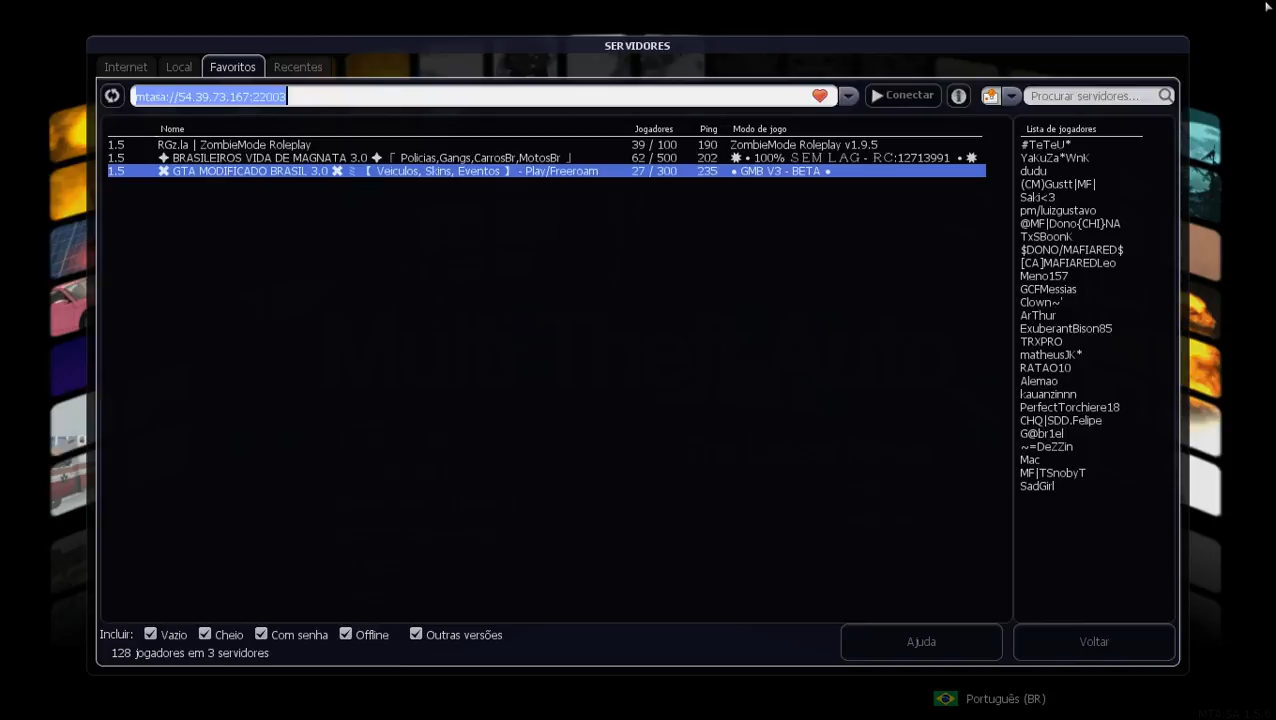 SERVIDORES
Internet Local Favoritos Recentes
mtasa://54.39.73.167:22003 Conectar Procurar servidores...
Nome Jogadores Ping Modo de jogo Lista de jogadores
1.5 RGz.la | ZombieMode Roleplay 39 / 100 190 ZombieMode Roleplay v1.9.5
1.5 ✦ BRASILEIROS VIDA DE MAGNATA 3.0 ✦ 「 Policias,Gangs,CarrosBr,MotosBr 」 62 / 500 202 ✸ • 100% SEM LAG - RC:12713991 • ✸
1.5 ✖ GTA MODIFICADO BRASIL 3.0 ✖ 【 Veiculos, Skins, Eventos 】 - Play/Freeroam 27 / 300 235 • GMB V3 - BETA •
#TeTeU*
YaKuZa*WnK
dudu
(CM)Gustt|MF|
Saki<3
pm/luizgustavo
@MF|Dono{CHI}NA
TxSBoonK
$DONO/MAFIARED$
[CA]MAFIAREDLeo
Meno157
GCFMessias
Clown~'
ArThur
ExuberantBison85
TRXPRO
matheusJK*
RATAO10
Alemao
kauanzinnn
PerfectTorchiere18
CHQ|SDD.Felipe
G@br1el
~=DeZZin
Mac
MF|TSnobyT
SadGirl
Incluir: Vazio Cheio Com senha Offline Outras versões
128 jogadores em 3 servidores
Ajuda Voltar
Português (BR)